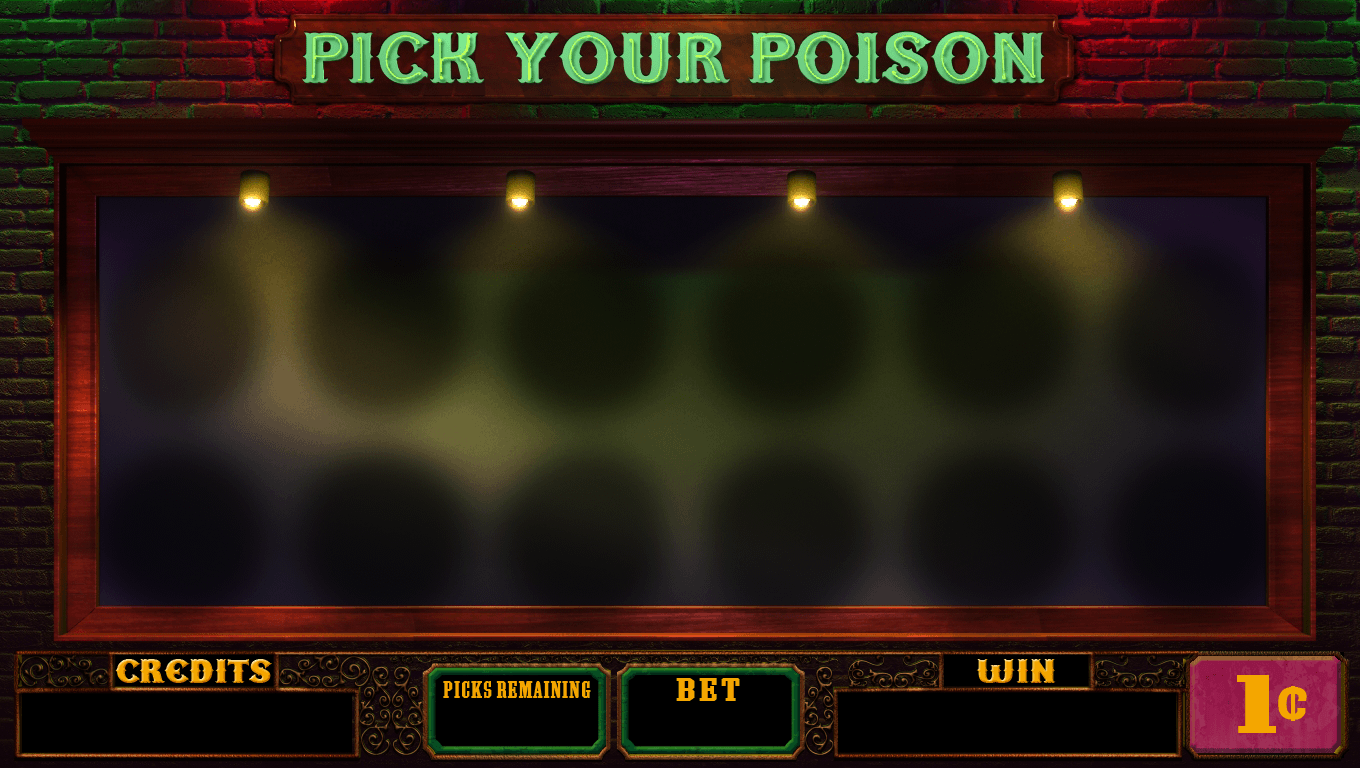 PICK YOUR POISON
CREDITS
PICKS REMAINING
BET
WIN
1¢